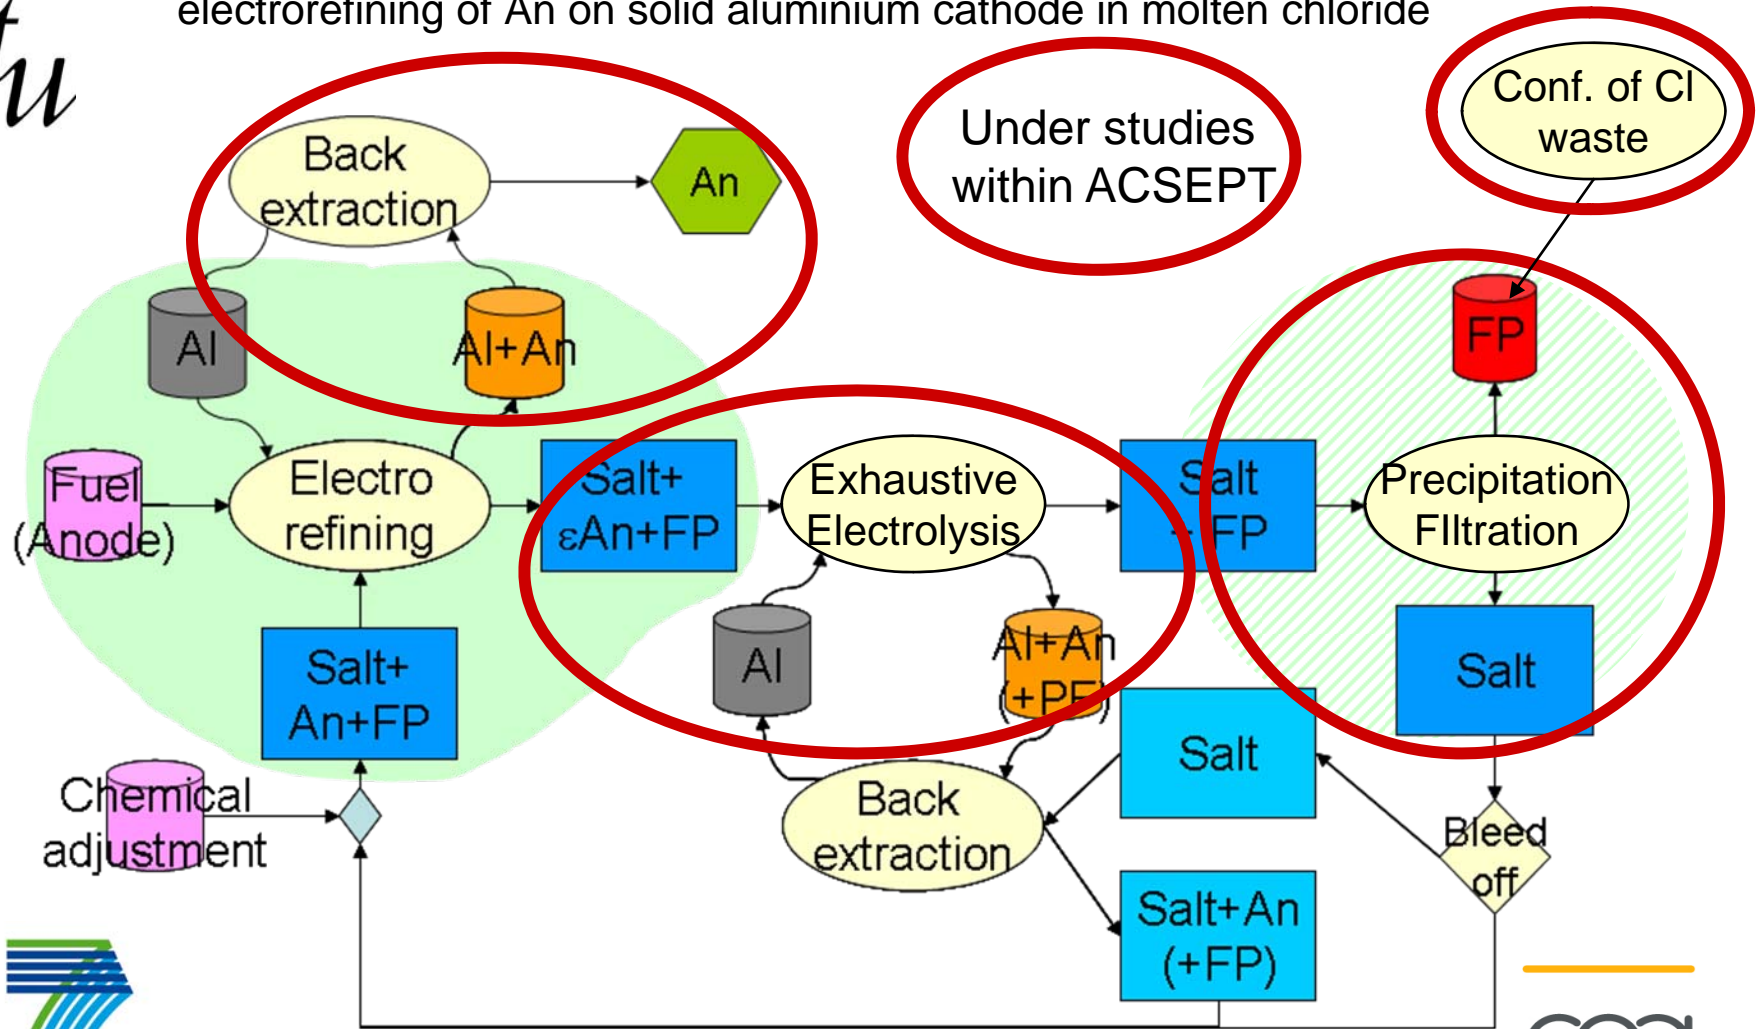 electrorefining of An on solid aluminium cathode in molten chloride
tu
Conf. of Cl
waste
Under studies
within ACSEPT
Back
extraction
An
Al
Al+An
FP
Fuel
(Anode)
Electro
refining
Salt+
εAn+FP
Exhaustive
Electrolysis
Salt
+ FP
Precipitation
FIltration
Salt+
An+FP
Al
Al+An
(+PF)
Salt
Salt
Chemical
adjustment
Back
extraction
Bleed
off
Salt+An
(+FP)